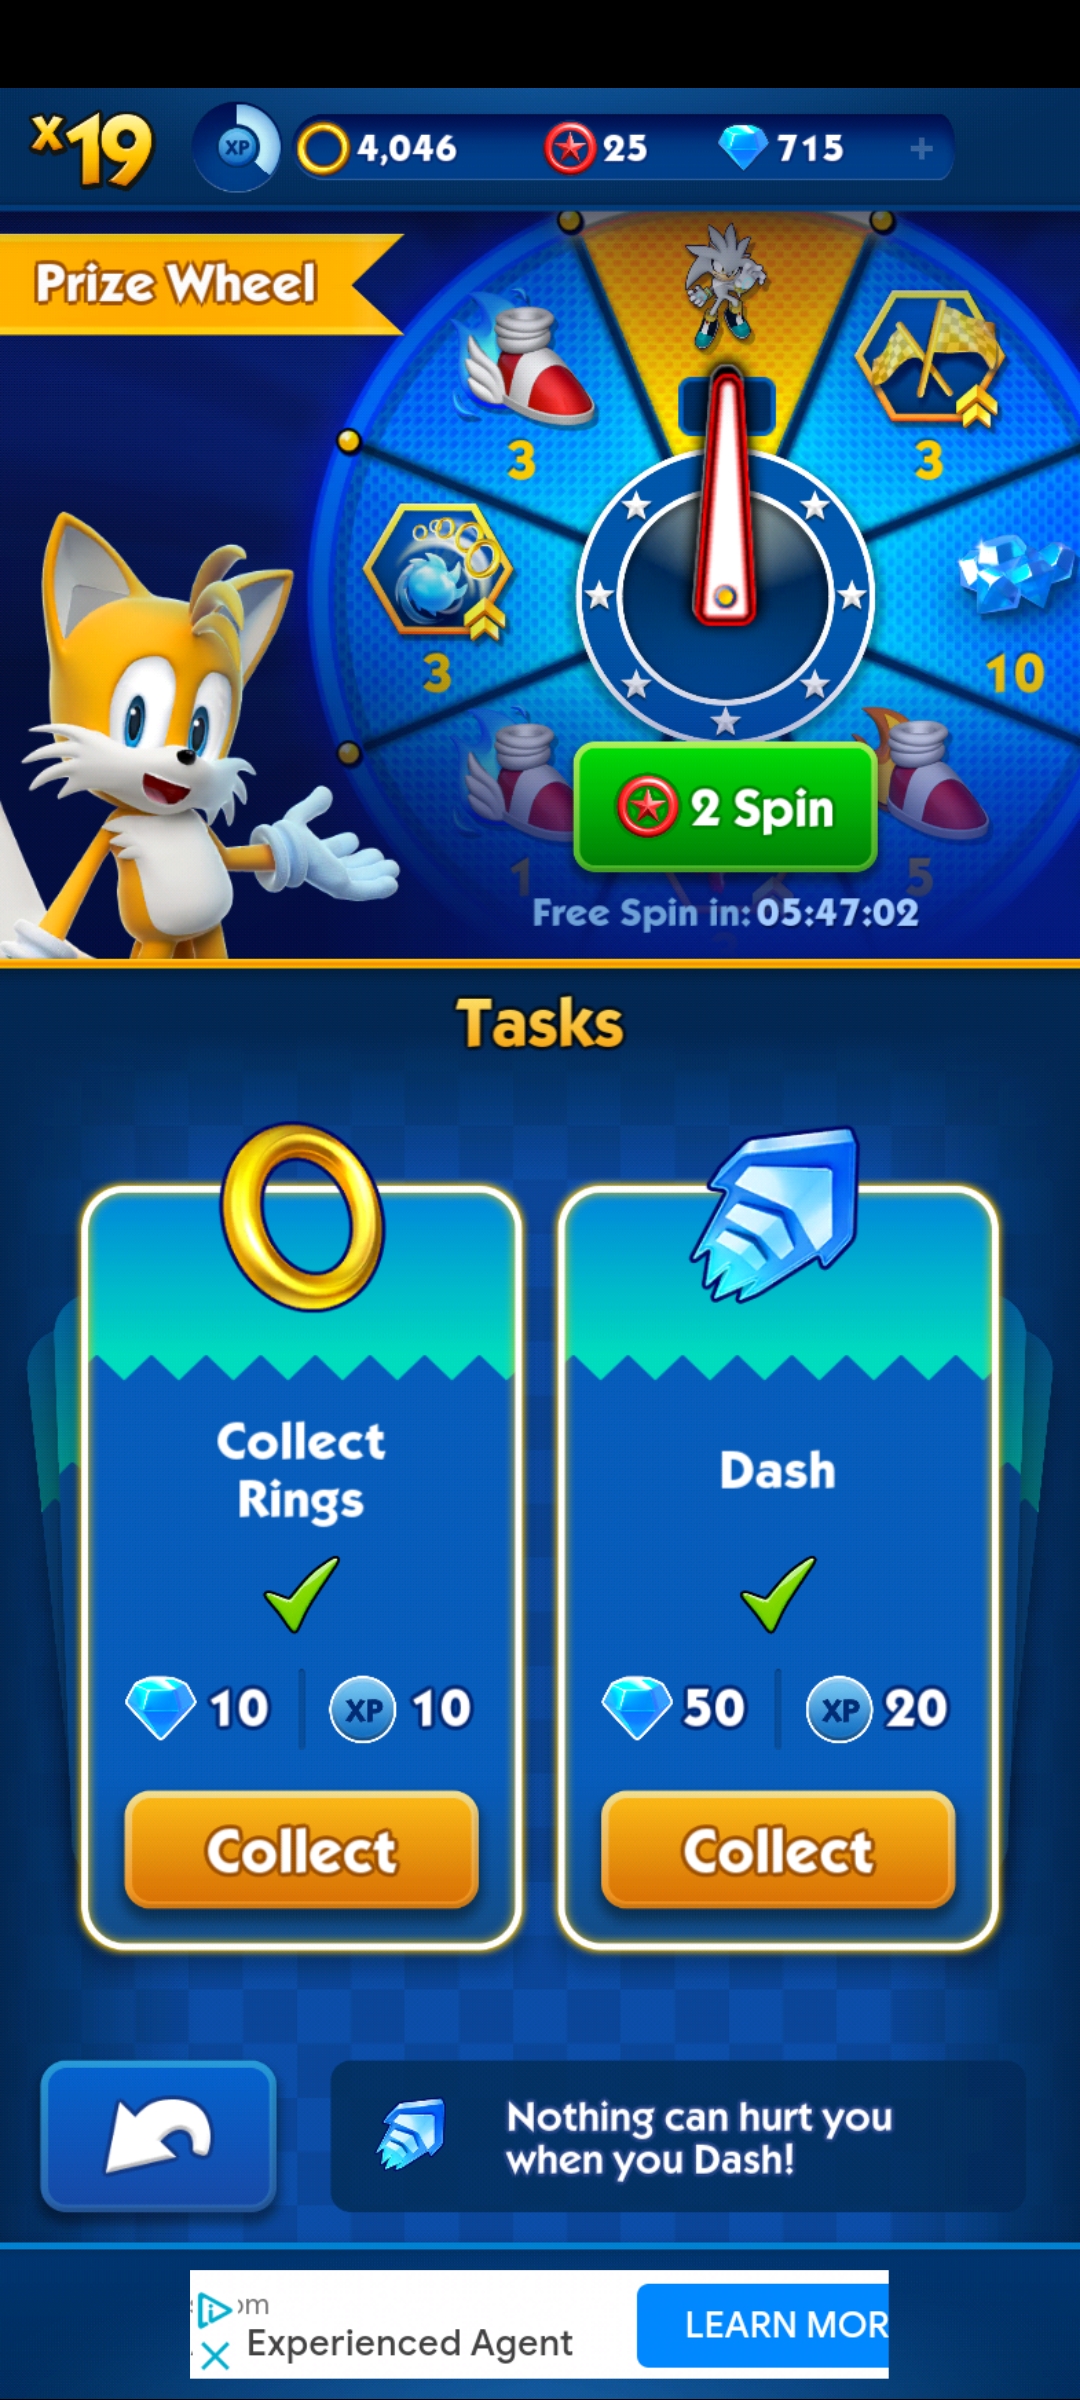 x19
XP
4,046
25
715
+
Prize Wheel
3
3
3
10
2 Spin
1
5
Free Spin in: 05:47:02
Tasks
Collect
Rings
10
XP
10
Collect
Dash
50
XP
20
Collect
Nothing can hurt you
when you Dash!
Experienced Agent
LEARN MOR